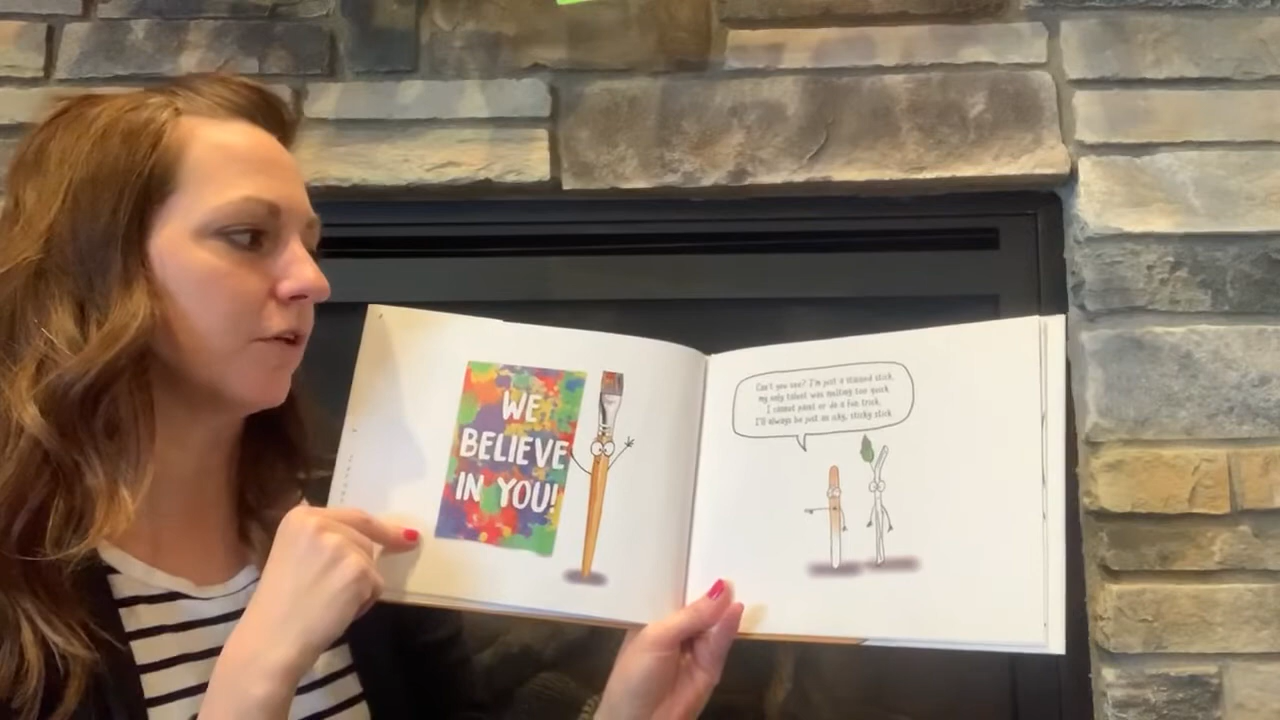 WE
BELIEVE
IN YOU!
Can't you see? I'm just a stained stick,
my only talent was melting too quick.
I cannot paint or do a fun trick,
I'll always be just an icky, sticky stick